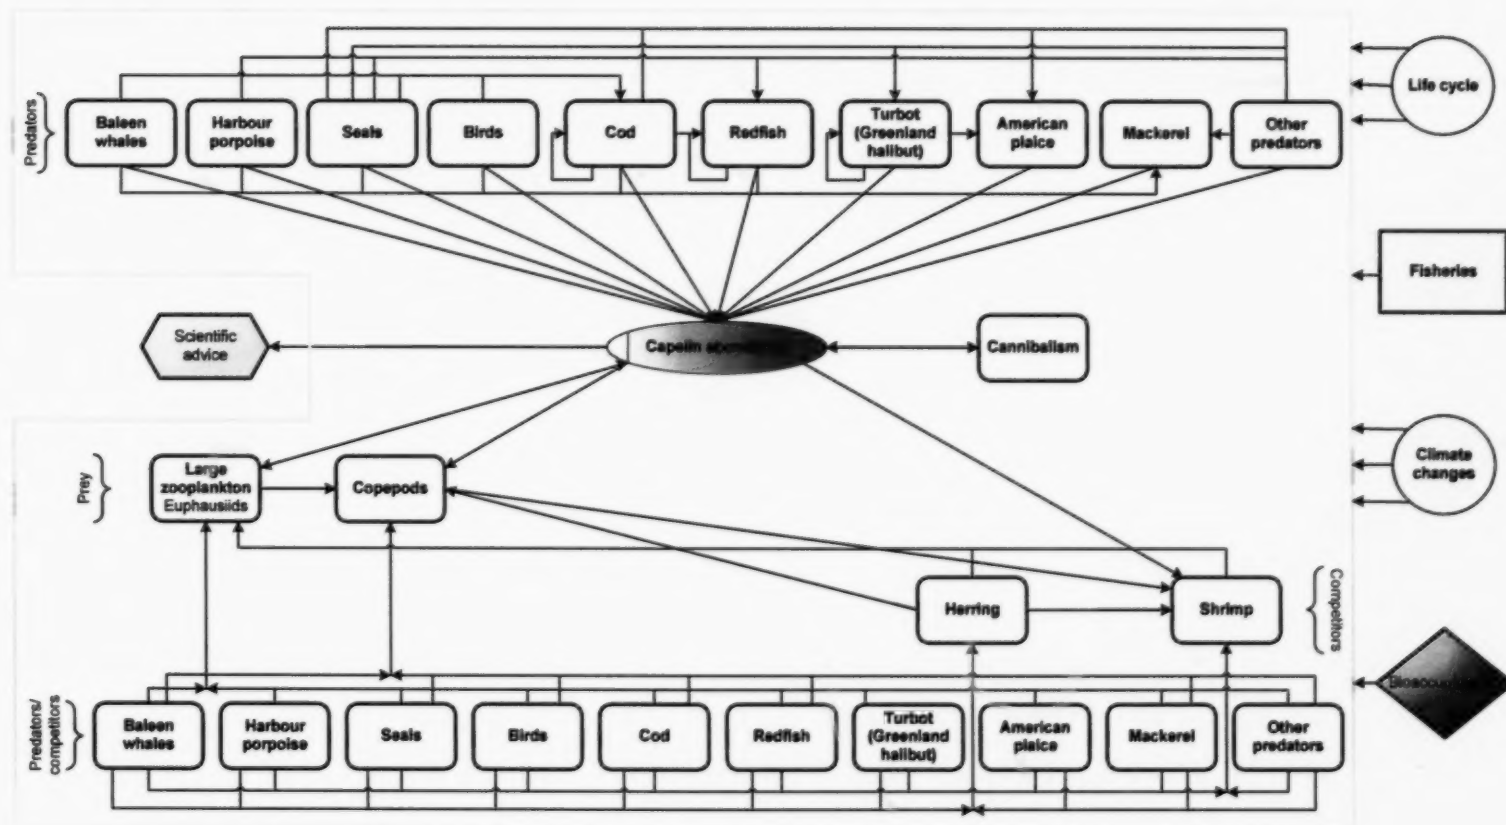 Predators
Baleen
whales
Harbour
porpoise
Seals
Birds
Cod
Redfish
Turbot
(Greenland
halibut)
American
plaice
Mackerel
Other
predators
Life cycle
Fisheries
Scientific
advice
Capelin
Cannibalism
Climate
changes
Prey
Large
zooplankton
Euphausiids
Copepods
Herring
Shrimp
Competitors
Predators/
competitors
Baleen
whales
Harbour
porpoise
Seals
Birds
Cod
Redfish
Turbot
(Greenland
halibut)
American
plaice
Mackerel
Other
predators